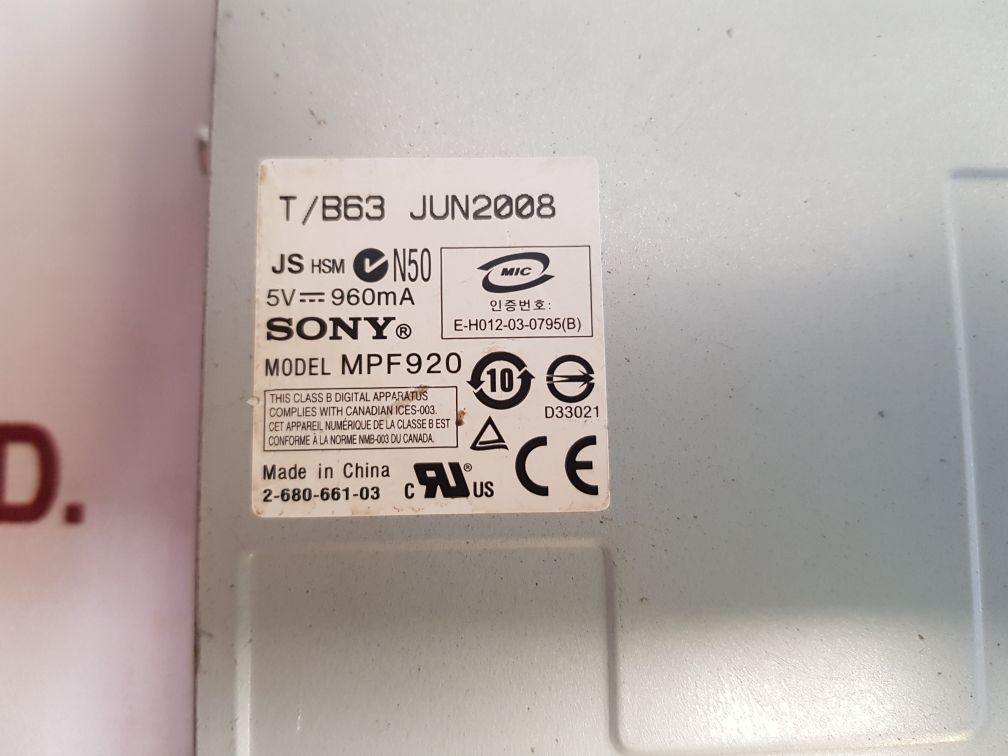 T/B63 JUN2008
JS HSM N50
5V⎓960mA
SONY®
MODEL MPF920
MIC
인증번호:
E-H012-03-0795(B)
10
D33021
THIS CLASS B DIGITAL APPARATUS
COMPLIES WITH CANADIAN ICES-003.
CET APPAREIL NUMÉRIQUE DE LA CLASSE B EST
CONFORME À LA NORME NMB-003 DU CANADA.
Made in China
2-680-661-03
C RU® US
CE
D.